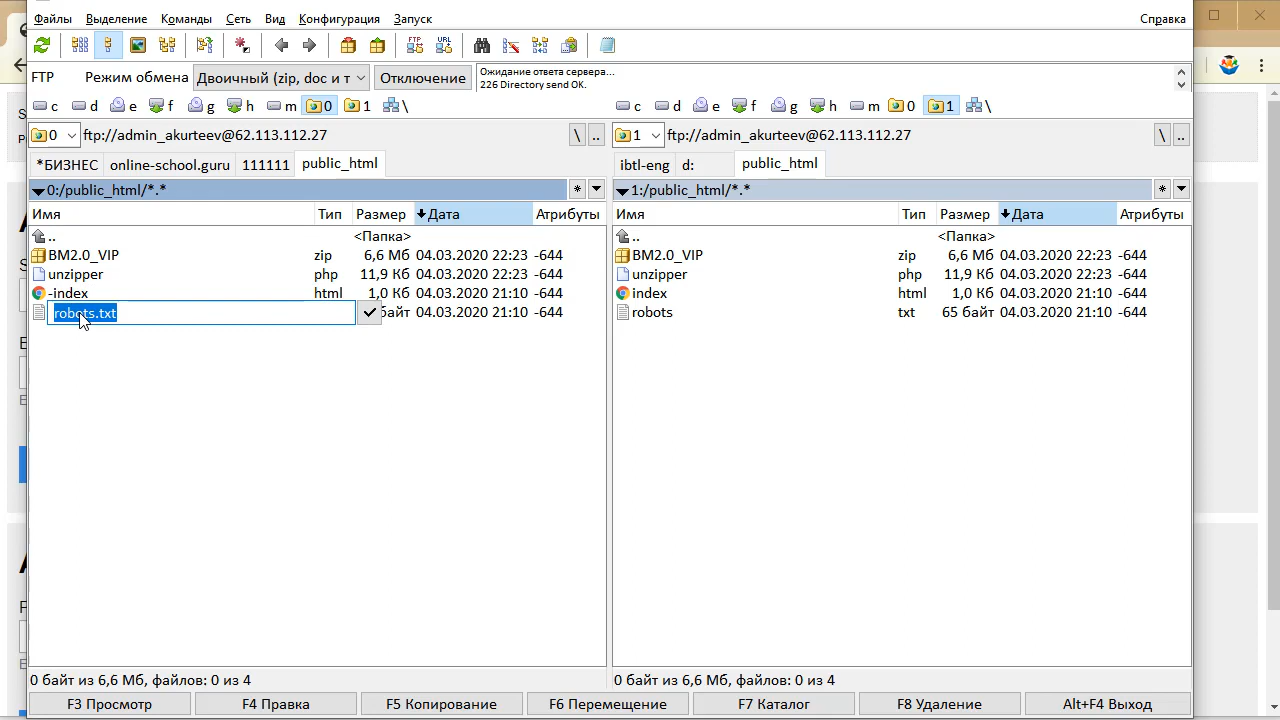 Файлы Выделение Команды Сеть Вид Конфигурация Запуск Справка
FTP URL
FTP Режим обмена Двоичный (zip, doc и т Отключение
Ожидание ответа сервера...
226 Directory send OK.
c d e f g h m 0 1 \
c d e f g h m 0 1 \
0 ftp://admin_akurteev@62.113.112.27 \ ..
1 ftp://admin_akurteev@62.113.112.27 \ ..
*БИЗНЕС online-school.guru 111111 public_html
ibtl-eng d: public_html
0:/public_html/*.* *
1:/public_html/*.* *
Имя Тип Размер Дата Атрибуты
.. <Папка>
BM2.0_VIP zip 6,6 Мб 04.03.2020 22:23 -644
unzipper php 11,9 Кб 04.03.2020 22:23 -644
-index html 1,0 Кб 04.03.2020 21:10 -644
robots.txt байт 04.03.2020 21:10 -644
Имя Тип Размер Дата Атрибуты
.. <Папка>
BM2.0_VIP zip 6,6 Мб 04.03.2020 22:23 -644
unzipper php 11,9 Кб 04.03.2020 22:23 -644
index html 1,0 Кб 04.03.2020 21:10 -644
robots txt 65 байт 04.03.2020 21:10 -644
0 байт из 6,6 Мб, файлов: 0 из 4
0 байт из 6,6 Мб, файлов: 0 из 4
F3 Просмотр F4 Правка F5 Копирование F6 Перемещение F7 Каталог F8 Удаление Alt+F4 Выход